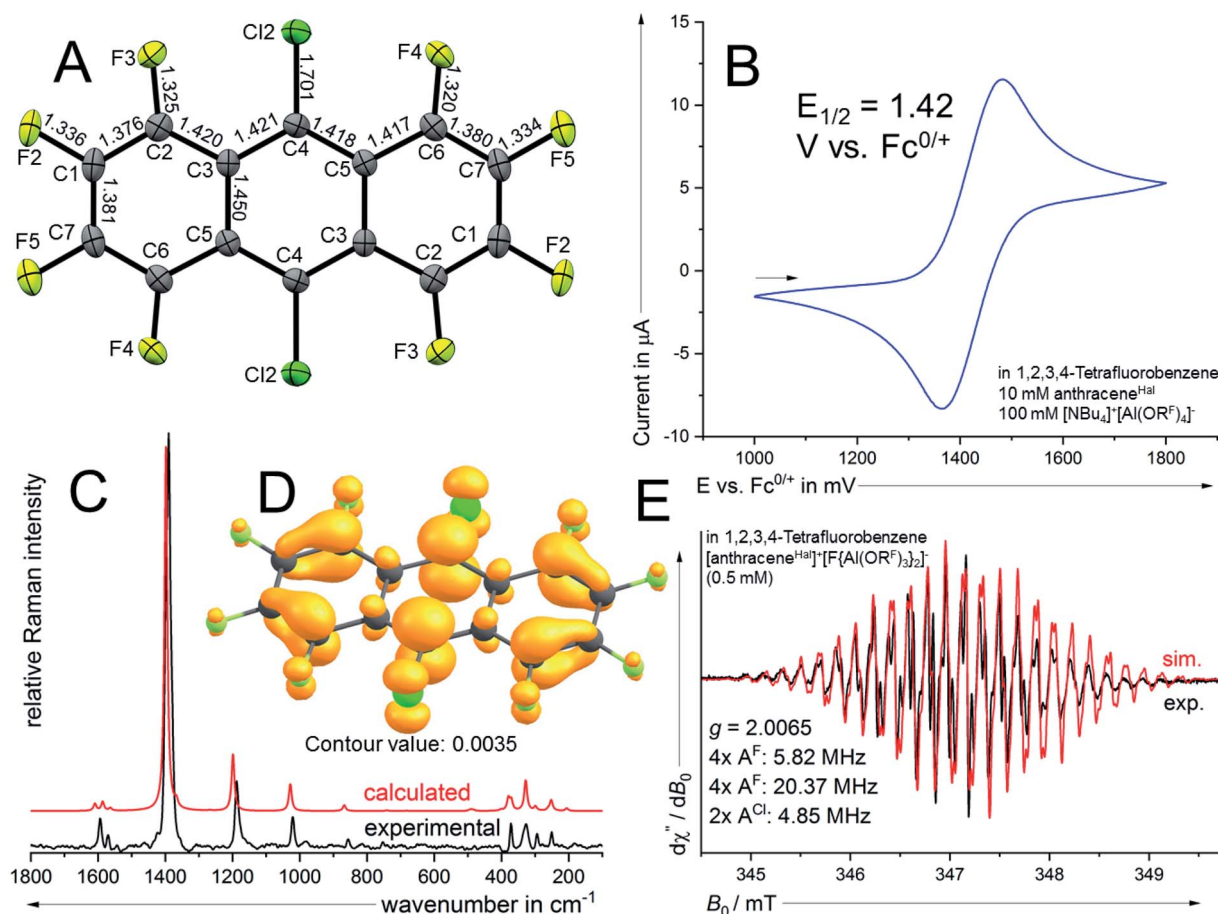 A
Cl2
F3
F4
1.701
1.325
1.320
1.336
1.376
1.420
1.421
1.418
1.417
1.380
1.334
F2
C1
C2
C3
C4
C5
C6
C7
F5
1.381
1.450
F5
C7
C6
C5
C4
C3
C2
C1
F2
F4
Cl2
F3
B
E1/2 = 1.42
V vs. Fc0/+
15
10
5
0
-5
-10
Current in μA
in 1,2,3,4-Tetrafluorobenzene
10 mM anthraceneHal
100 mM [NBu4]+[Al(ORF)4]-
1000
1200
1400
1600
1800
E vs. Fc0/+ in mV
C
relative Raman intensity
calculated
experimental
1800
1600
1400
1200
1000
800
600
400
200
wavenumber in cm-1
D
Contour value: 0.0035
E
in 1,2,3,4-Tetrafluorobenzene
[anthraceneHal]+[F{Al(ORF)3}2]-
(0.5 mM)
sim.
exp.
g = 2.0065
4x AF: 5.82 MHz
4x AF: 20.37 MHz
2x ACl: 4.85 MHz
dχ" / dB0
345
346
347
348
349
B0 / mT